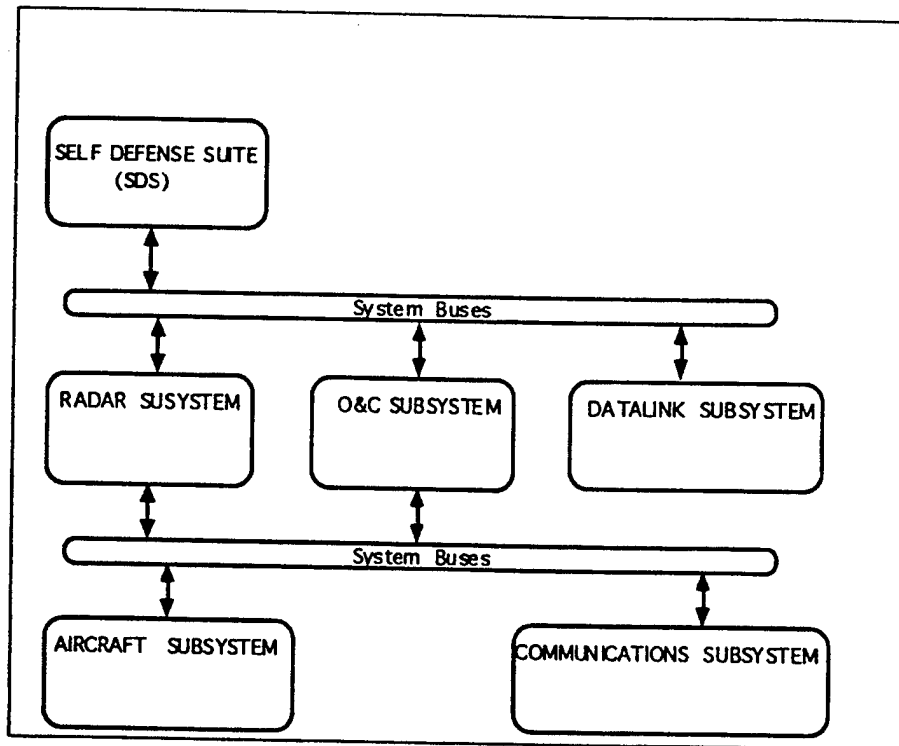 SELF DEFENSE SUITE
(SDS)
System Buses
RADAR SUSYSTEM
O&C SUBSYSTEM
DATALINK SUBSYSTEM
System Buses
AIRCRAFT SUBSYSTEM
COMMUNICATIONS SUBSYSTEM